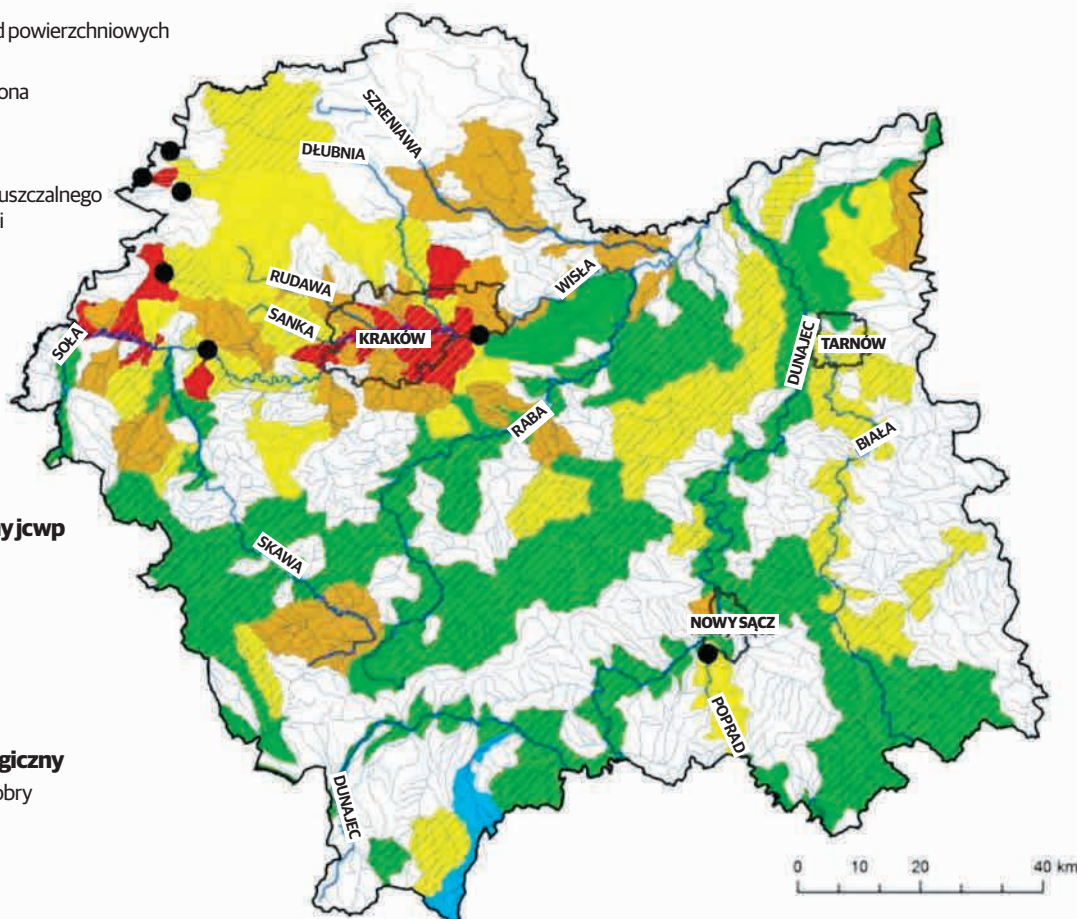 powierzchniowych
ona
uszczalnego
i
ny jcwp
giczny
obry
SZRENIAWA
DŁUBNIA
RUDAWA
SANKA
WISŁA
KRAKÓW
SOŁA
DUNAJEC
TARNÓW
RABA
BIAŁA
SKAWA
NOWY SĄCZ
POPRAD
DUNAJEC
0 10 20 40 km